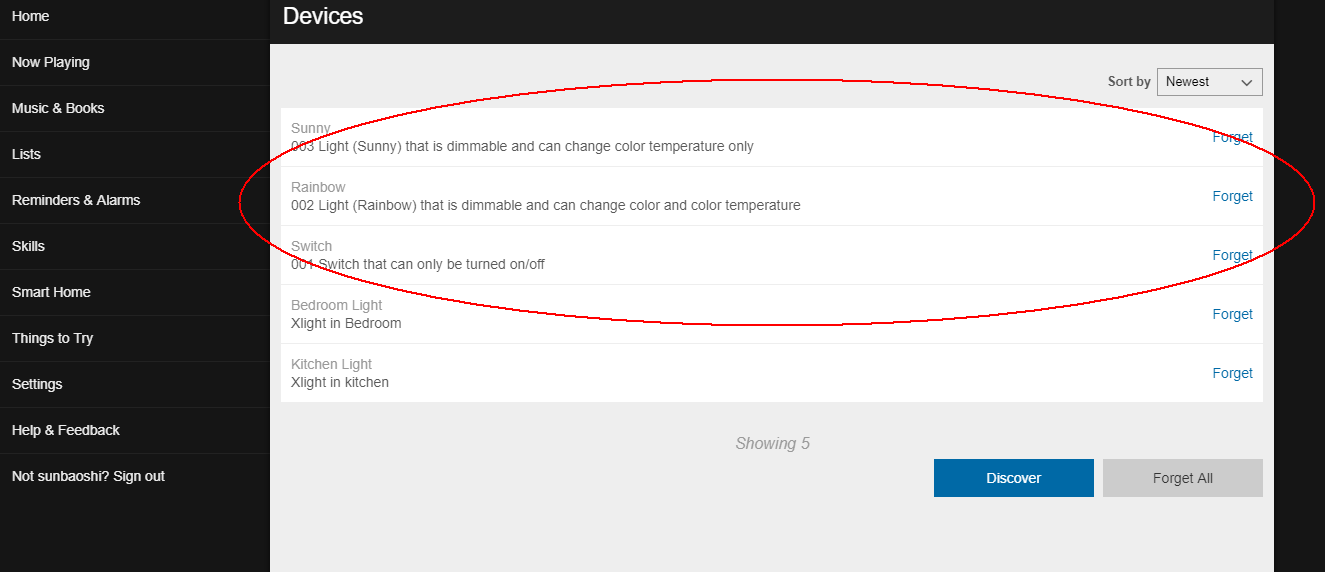 Home
Now Playing
Music & Books
Lists
Reminders & Alarms
Skills
Smart Home
Things to Try
Settings
Help & Feedback
Not sunbaoshi? Sign out
Devices
Sort by Newest
Sunny
003 Light (Sunny) that is dimmable and can change color temperature only
Forget
Rainbow
002 Light (Rainbow) that is dimmable and can change color and color temperature
Forget
Switch
001 Switch that can only be turned on/off
Forget
Bedroom Light
Xlight in Bedroom
Forget
Kitchen Light
Xlight in kitchen
Forget
Showing 5
Discover
Forget All